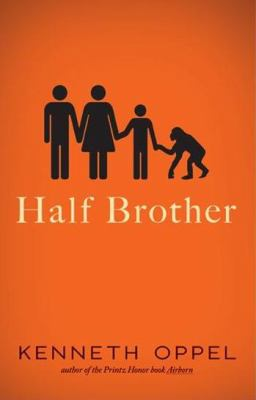 Half Brother
KENNETH OPPEL
author of the Printz Honor book Airborn